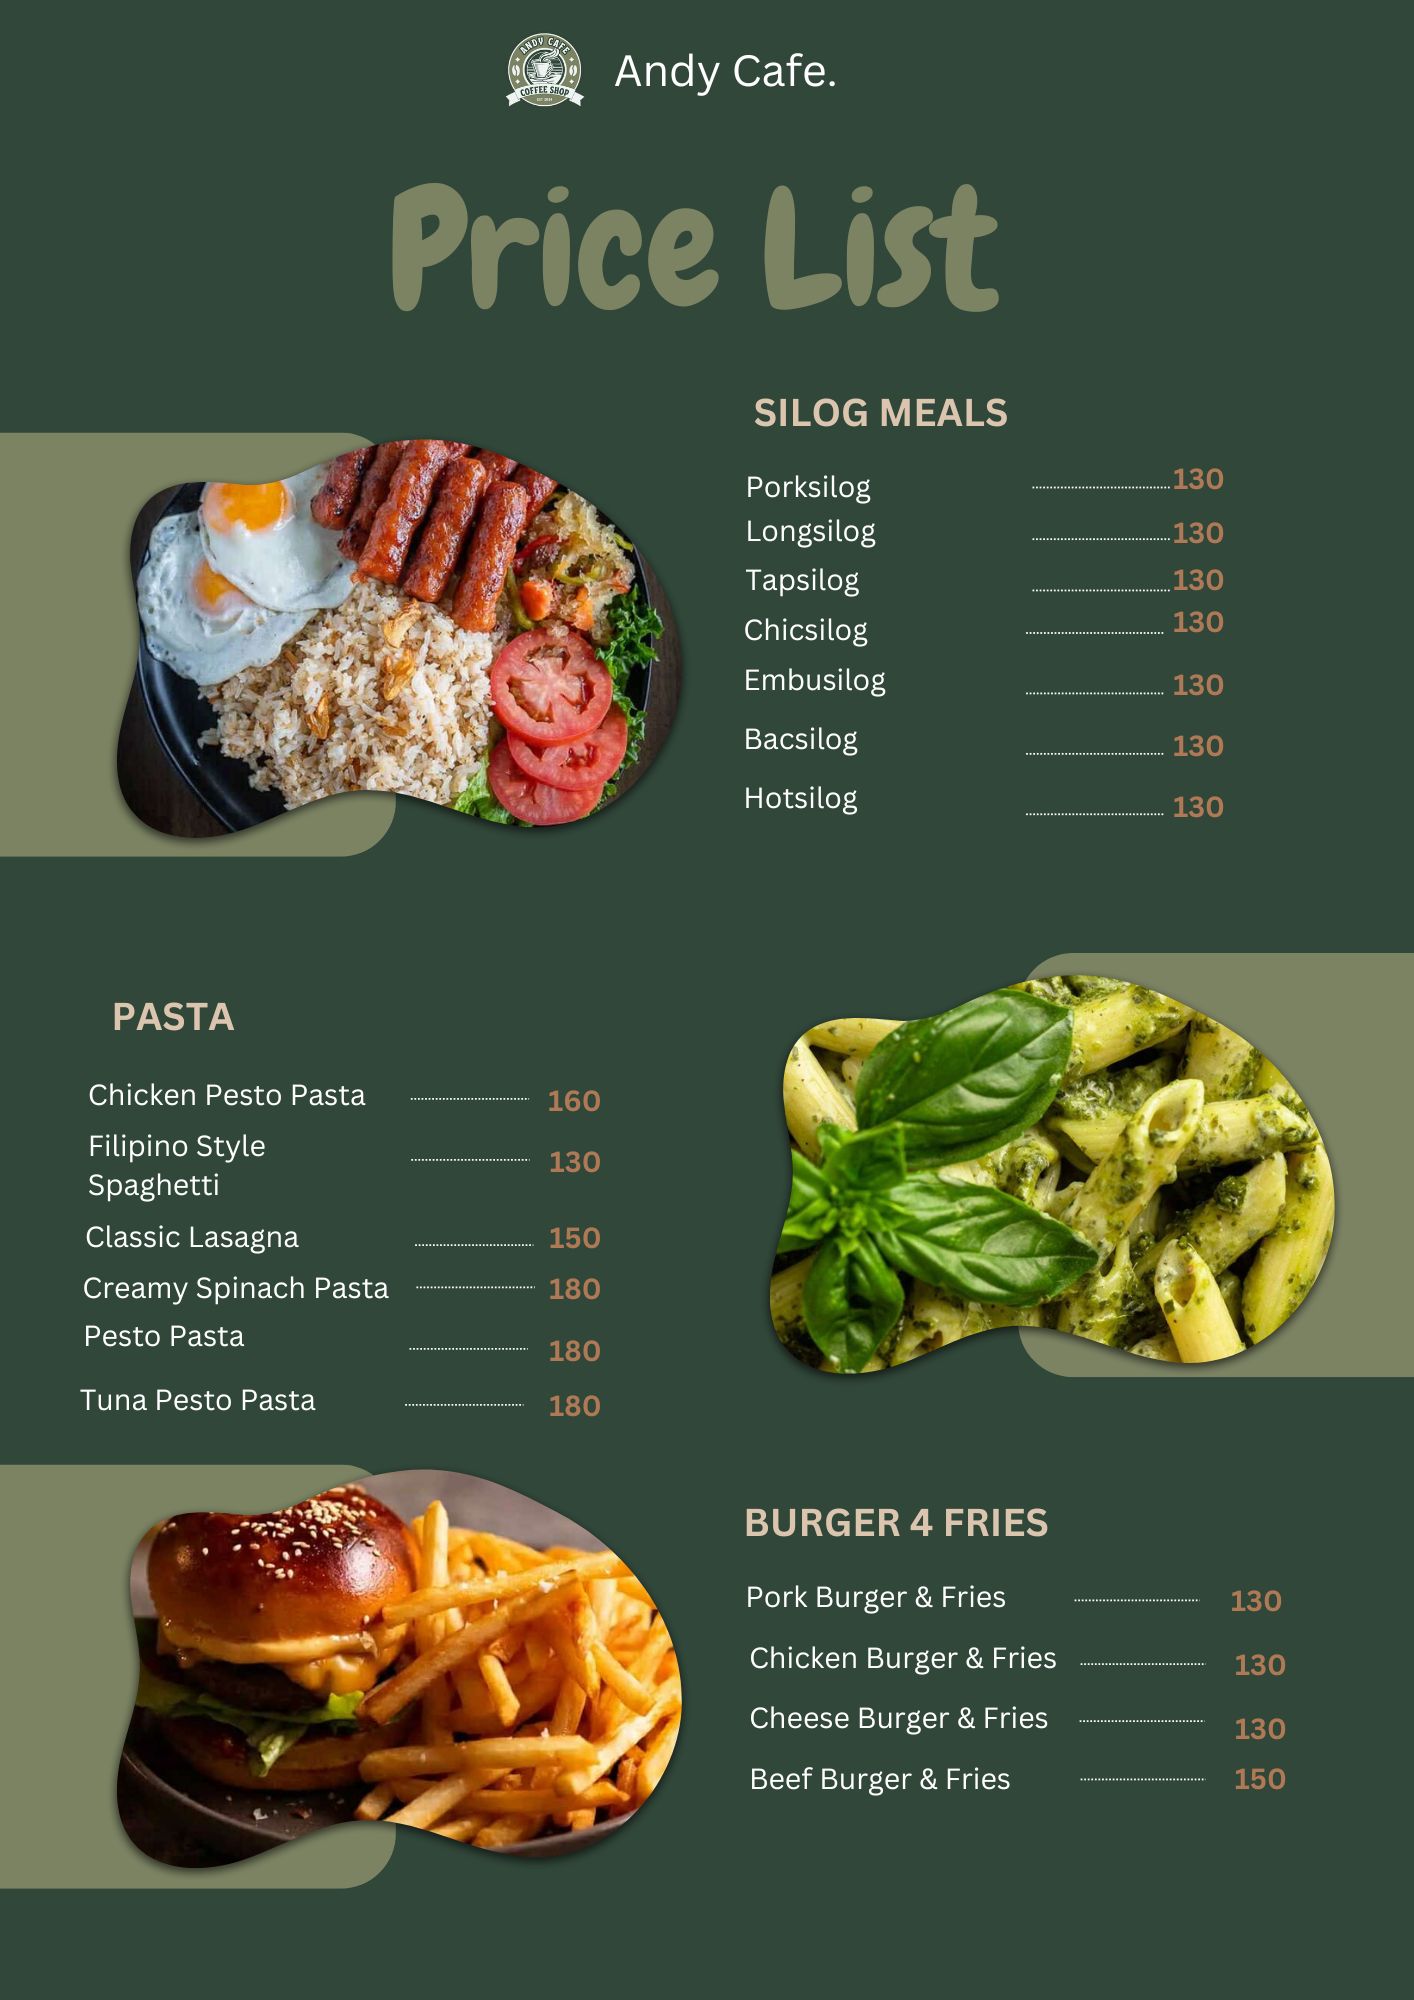 ANDY CAFE
COFFEE SHOP
Andy Cafe.
Price List
SILOG MEALS
Porksilog 130
Longsilog 130
Tapsilog 130
Chicsilog 130
Embusilog 130
Bacsilog 130
Hotsilog 130
PASTA
Chicken Pesto Pasta 160
Filipino Style
Spaghetti 130
Classic Lasagna 150
Creamy Spinach Pasta 180
Pesto Pasta 180
Tuna Pesto Pasta 180
BURGER 4 FRIES
Pork Burger & Fries 130
Chicken Burger & Fries 130
Cheese Burger & Fries 130
Beef Burger & Fries 150